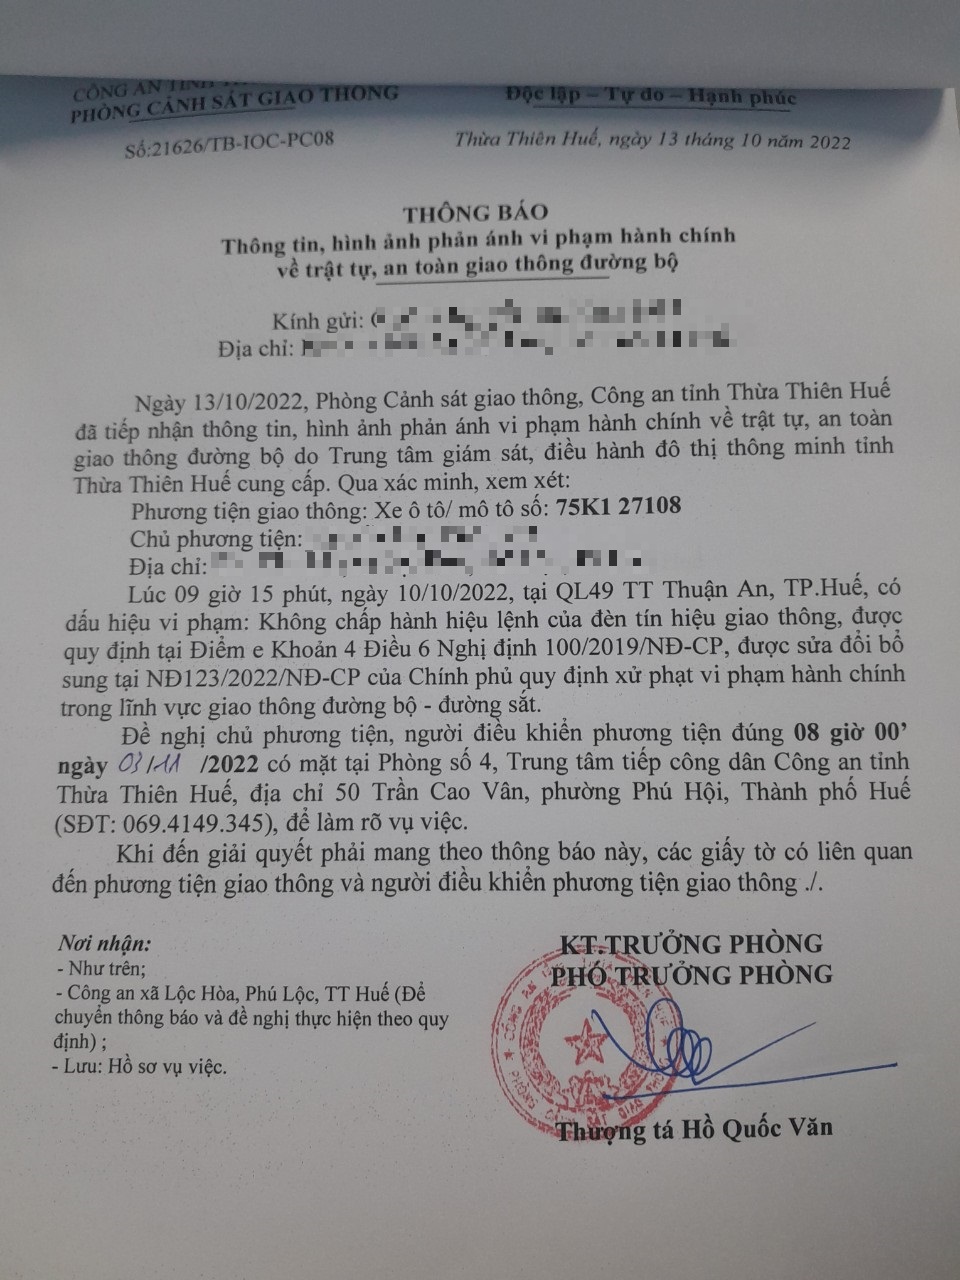 CÔNG AN TỈNH
PHÒNG CẢNH SÁT GIAO THÔNG
Độc lập – Tự do – Hạnh phúc
Số:21626/TB-IOC-PC08
Thừa Thiên Huế, ngày 13 tháng 10 năm 2022
THÔNG BÁO
Thông tin, hình ảnh phản ánh vi phạm hành chính
về trật tự, an toàn giao thông đường bộ
Kính gửi:
Địa chỉ:
Ngày 13/10/2022, Phòng Cảnh sát giao thông, Công an tỉnh Thừa Thiên Huế
đã tiếp nhận thông tin, hình ảnh phản ánh vi phạm hành chính về trật tự, an toàn
giao thông đường bộ do Trung tâm giám sát, điều hành đô thị thông minh tỉnh
Thừa Thiên Huế cung cấp. Qua xác minh, xem xét:
Phương tiện giao thông: Xe ô tô/ mô tô số: 75K1 27108
Chủ phương tiện:
Địa chỉ:
Lúc 09 giờ 15 phút, ngày 10/10/2022, tại QL49 TT Thuận An, TP.Huế, có
dấu hiệu vi phạm: Không chấp hành hiệu lệnh của đèn tín hiệu giao thông, được
quy định tại Điểm e Khoản 4 Điều 6 Nghị định 100/2019/NĐ-CP, được sửa đổi bổ
sung tại NĐ123/2022/NĐ-CP của Chính phủ quy định xử phạt vi phạm hành chính
trong lĩnh vực giao thông đường bộ - đường sắt.
Đề nghị chủ phương tiện, người điều khiển phương tiện đúng 08 giờ 00’
ngày 03/11 /2022 có mặt tại Phòng số 4, Trung tâm tiếp công dân Công an tỉnh
Thừa Thiên Huế, địa chỉ 50 Trần Cao Vân, phường Phú Hội, Thành phố Huế
(SĐT: 069.4149.345), để làm rõ vụ việc.
Khi đến giải quyết phải mang theo thông báo này, các giấy tờ có liên quan
đến phương tiện giao thông và người điều khiển phương tiện giao thông ./.
Nơi nhận:
- Như trên;
- Công an xã Lộc Hòa, Phú Lộc, TT Huế (Để
chuyển thông báo và đề nghị thực hiện theo quy
định) ;
- Lưu: Hồ sơ vụ việc.
KT.TRƯỞNG PHÒNG
PHÓ TRƯỞNG PHÒNG
Thượng tá Hồ Quốc Văn